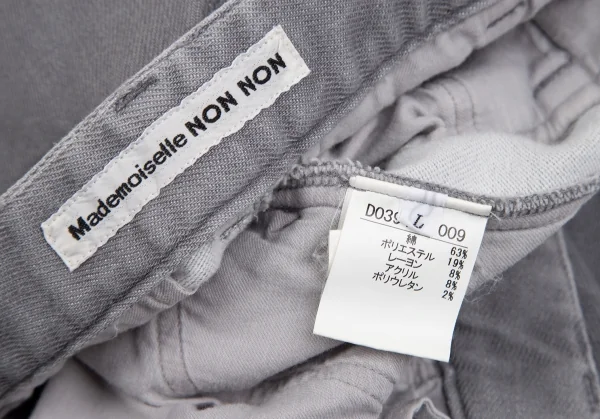 Mademoiselle NON NON
D039 L 009
綿 63%
ポリエステル 19%
レーヨン 8%
アクリル 8%
ポリウレタン 2%